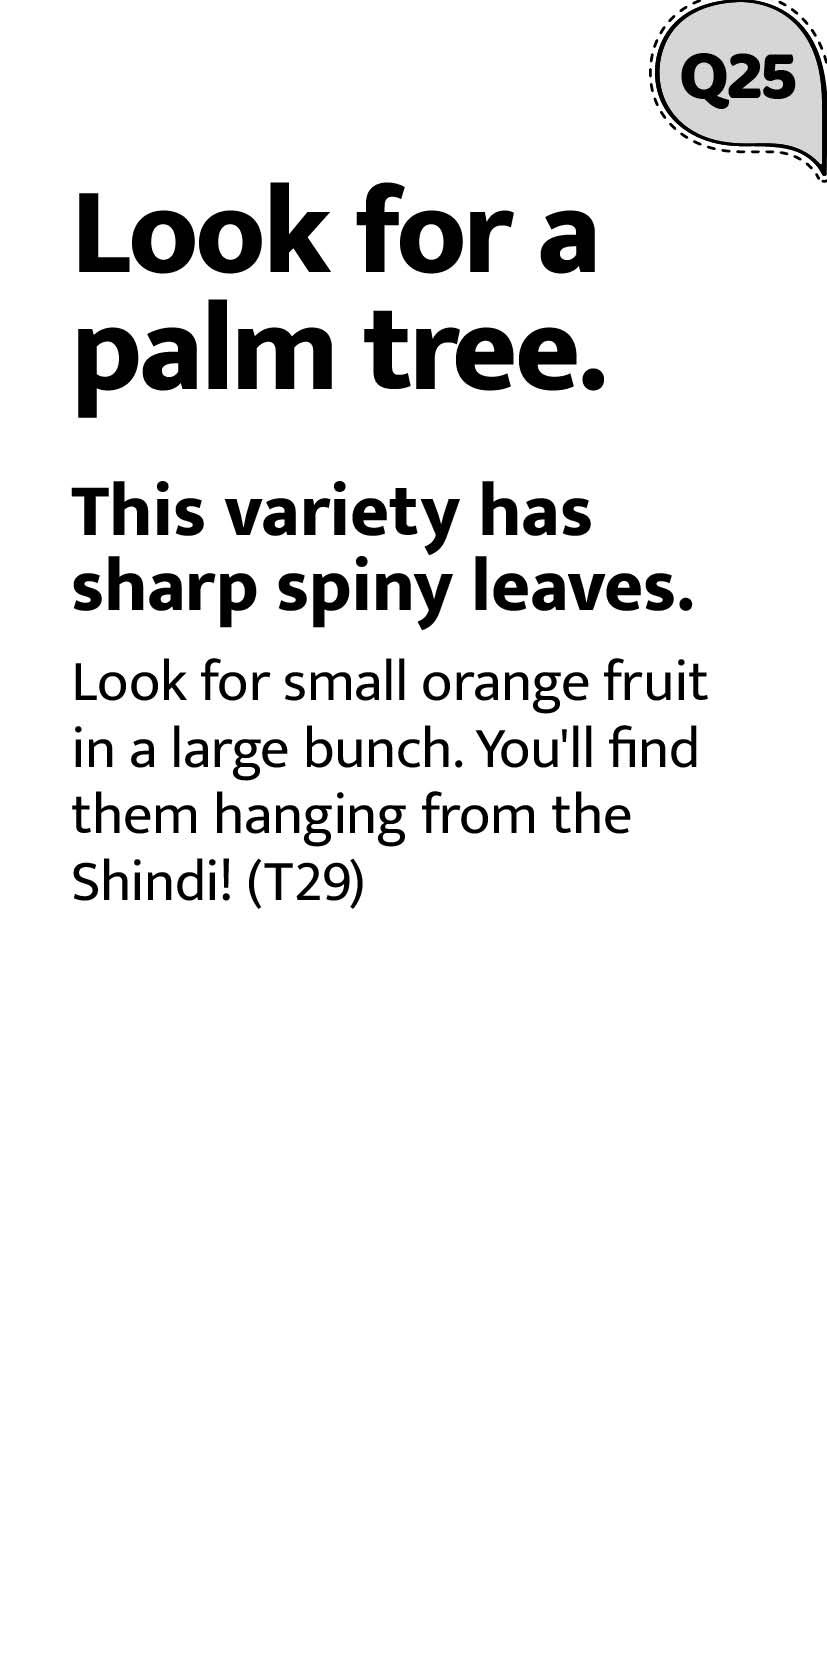 Q25
Look for a
palm tree.
This variety has
sharp spiny leaves.
Look for small orange fruit
in a large bunch. You'll find
them hanging from the
Shindi! (T29)